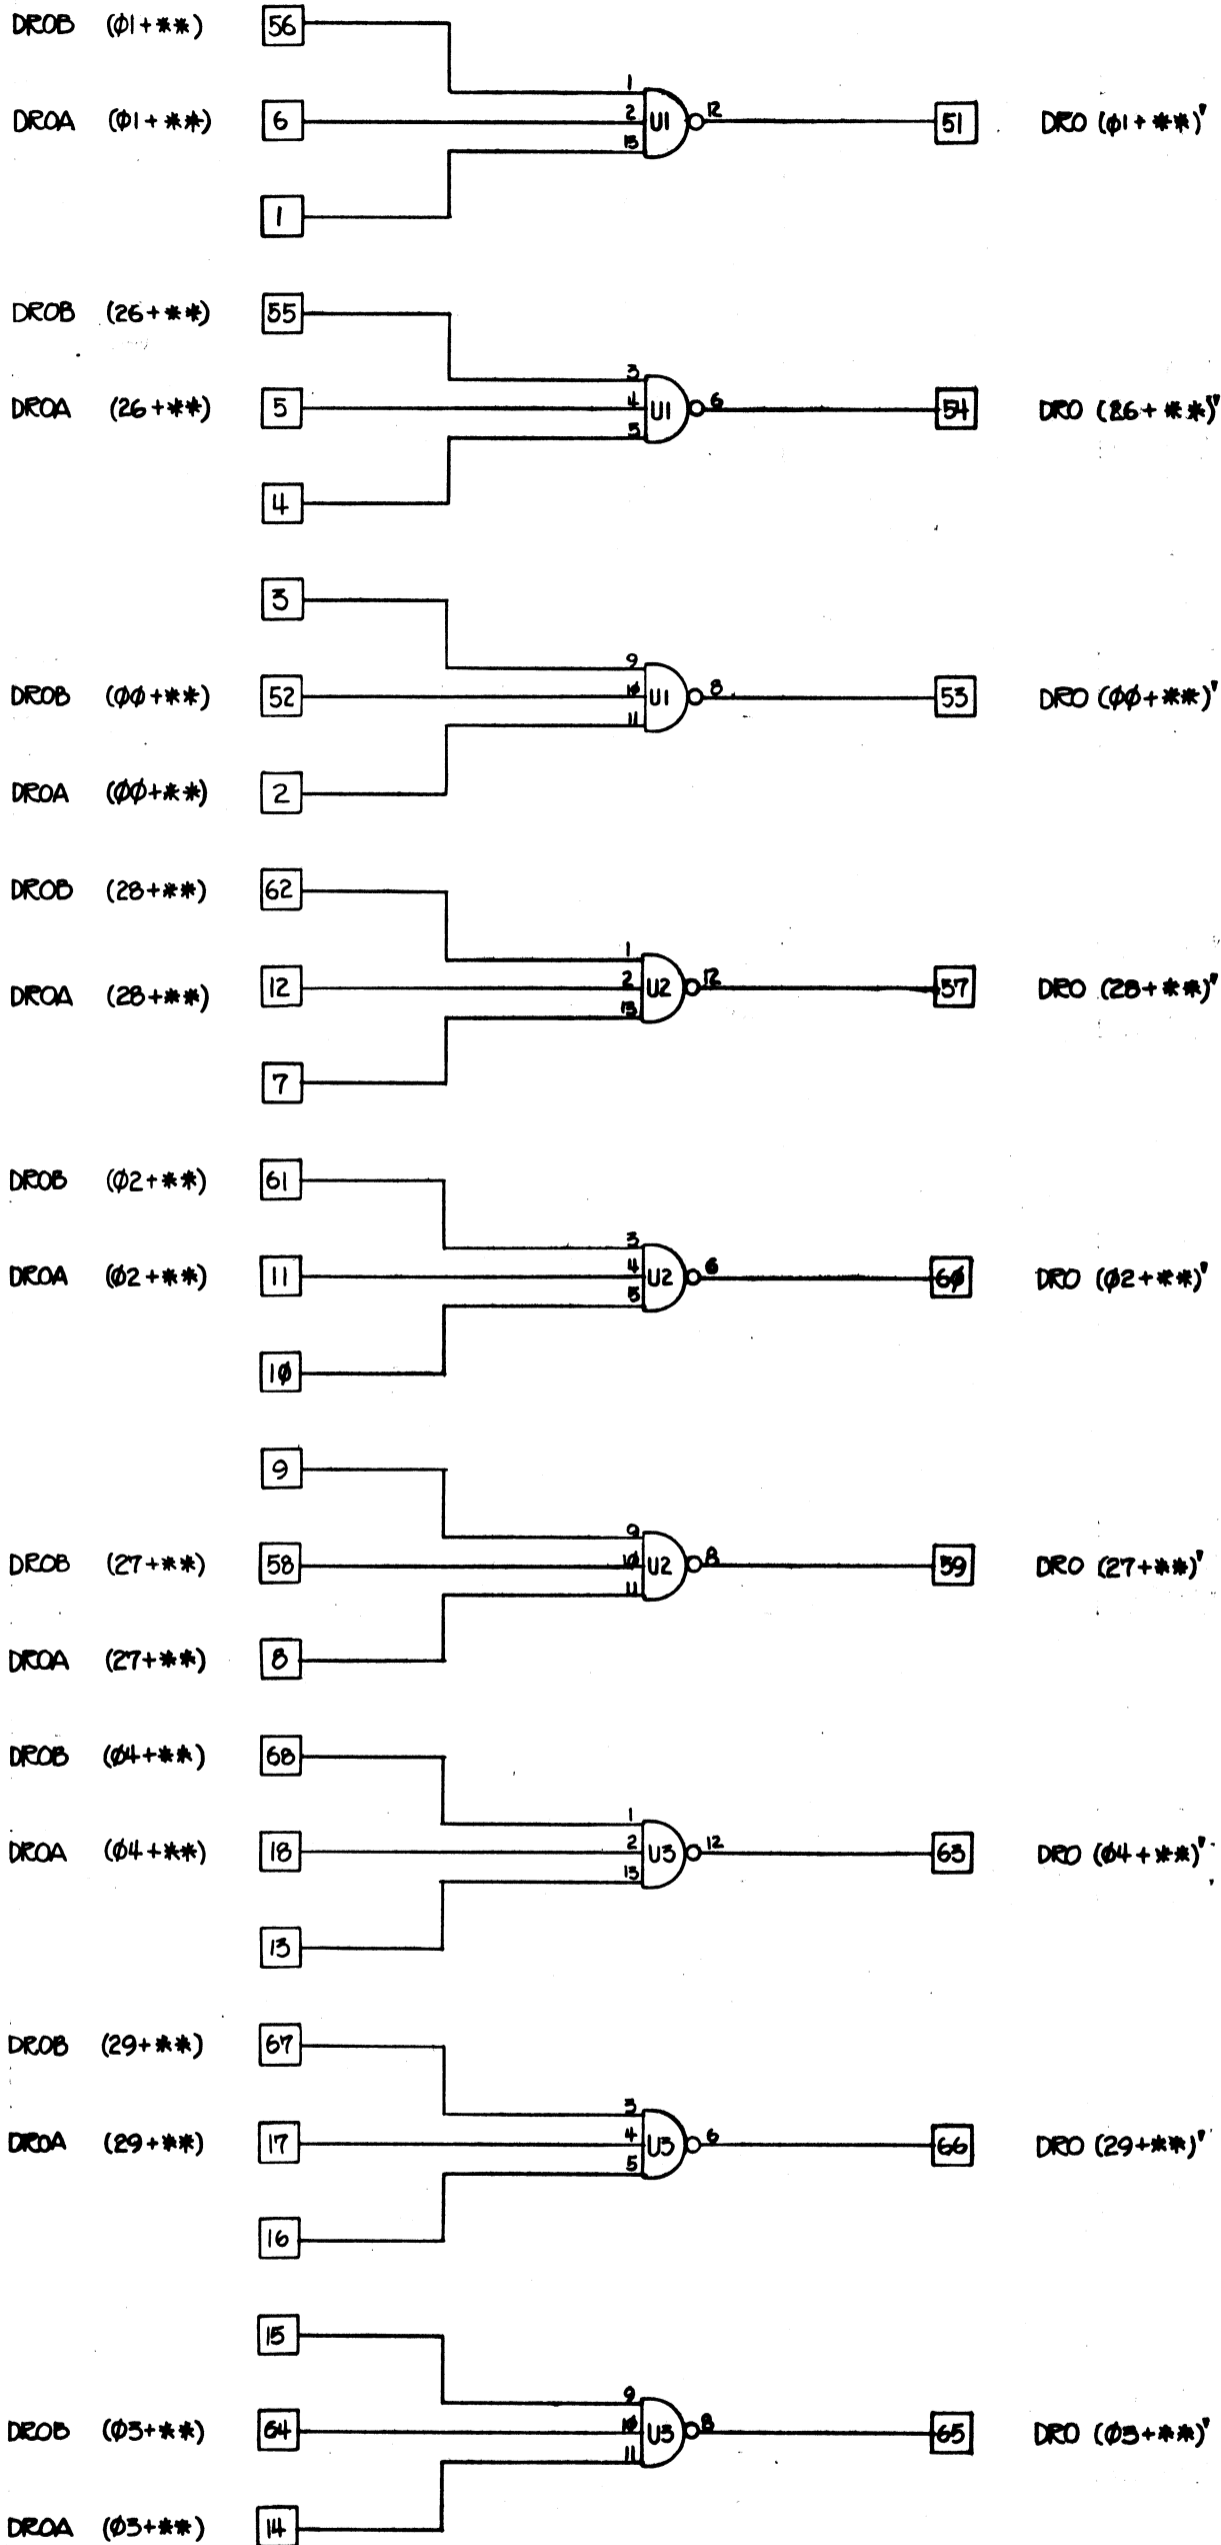 DROB (Ø1+**) 56
1
DROA (Ø1+**) 6 2 U1 12 51 DRO (Ø1+**)'
13
1
DROB (26+**) 55
3
DROA (26+**) 5 4 U1 6 54 DRO (26+**)'
5
4
3
9
DROB (ØØ+**) 52 1Ø U1 8 53 DRO (ØØ+**)'
11
DROA (ØØ+**) 2
DROB (28+**) 62
1
DROA (28+**) 12 2 U2 12 57 DRO (28+**)'
13
7
DROB (Ø2+**) 61
3
DROA (Ø2+**) 11 4 U2 6 6Ø DRO (Ø2+**)'
5
1Ø
9
9
DROB (27+**) 58 1Ø U2 8 59 DRO (27+**)'
11
DROA (27+**) 8
DROB (Ø4+**) 68
1
DROA (Ø4+**) 18 2 U3 12 63 DRO (Ø4+**)'
13
13
DROB (29+**) 67
3
DROA (29+**) 17 4 U3 6 66 DRO (29+**)'
5
16
15
9
DROB (Ø3+**) 64 1Ø U3 8 65 DRO (Ø3+**)'
11
DROA (Ø3+**) 14